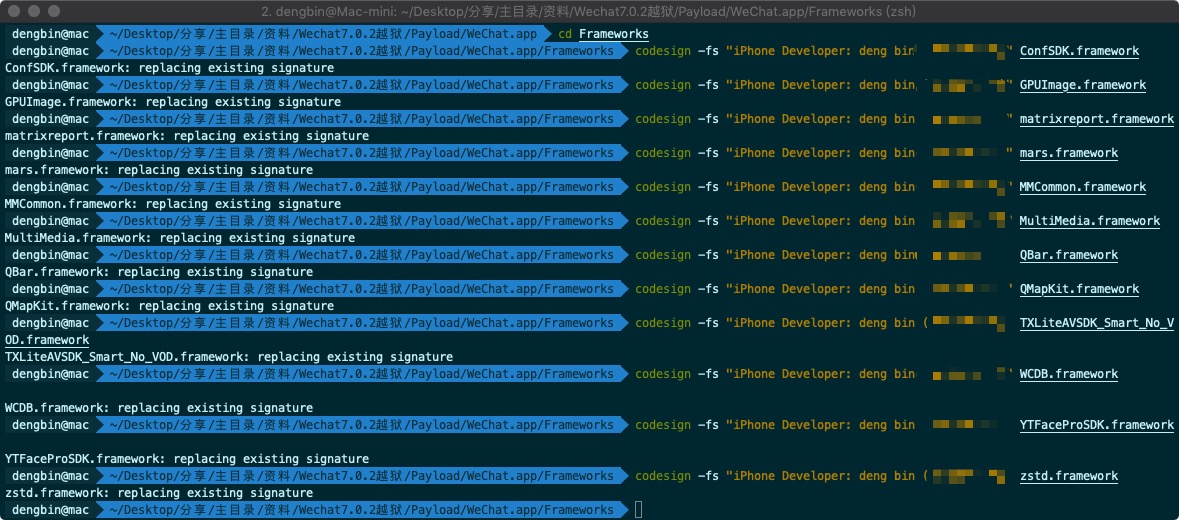 2. dengbin@Mac-mini: ~/Desktop/分享/主目录/资料/Wechat7.0.2越狱/Payload/WeChat.app/Frameworks (zsh)
dengbin@mac ~/Desktop/分享/主目录/资料/Wechat7.0.2越狱/Payload/WeChat.app cd Frameworks
dengbin@mac ~/Desktop/分享/主目录/资料/Wechat7.0.2越狱/Payload/WeChat.app/Frameworks codesign -fs "iPhone Developer: deng bin " ConfSDK.framework
ConfSDK.framework: replacing existing signature
dengbin@mac ~/Desktop/分享/主目录/资料/Wechat7.0.2越狱/Payload/WeChat.app/Frameworks codesign -fs "iPhone Developer: deng bin GPUImage.framework
GPUImage.framework: replacing existing signature
dengbin@mac ~/Desktop/分享/主目录/资料/Wechat7.0.2越狱/Payload/WeChat.app/Frameworks codesign -fs "iPhone Developer: deng bin " matrixreport.framework
matrixreport.framework: replacing existing signature
dengbin@mac ~/Desktop/分享/主目录/资料/Wechat7.0.2越狱/Payload/WeChat.app/Frameworks codesign -fs "iPhone Developer: deng bin " mars.framework
mars.framework: replacing existing signature
dengbin@mac ~/Desktop/分享/主目录/资料/Wechat7.0.2越狱/Payload/WeChat.app/Frameworks codesign -fs "iPhone Developer: deng bin MMCommon.framework
MMCommon.framework: replacing existing signature
dengbin@mac ~/Desktop/分享/主目录/资料/Wechat7.0.2越狱/Payload/WeChat.app/Frameworks codesign -fs "iPhone Developer: deng bin MultiMedia.framework
MultiMedia.framework: replacing existing signature
dengbin@mac ~/Desktop/分享/主目录/资料/Wechat7.0.2越狱/Payload/WeChat.app/Frameworks codesign -fs "iPhone Developer: deng bin QBar.framework
QBar.framework: replacing existing signature
dengbin@mac ~/Desktop/分享/主目录/资料/Wechat7.0.2越狱/Payload/WeChat.app/Frameworks codesign -fs "iPhone Developer: deng bin QMapKit.framework
QMapKit.framework: replacing existing signature
dengbin@mac ~/Desktop/分享/主目录/资料/Wechat7.0.2越狱/Payload/WeChat.app/Frameworks codesign -fs "iPhone Developer: deng bin ( TXLiteAVSDK_Smart_No_V
OD.framework
TXLiteAVSDK_Smart_No_VOD.framework: replacing existing signature
dengbin@mac ~/Desktop/分享/主目录/资料/Wechat7.0.2越狱/Payload/WeChat.app/Frameworks codesign -fs "iPhone Developer: deng bin WCDB.framework
WCDB.framework: replacing existing signature
dengbin@mac ~/Desktop/分享/主目录/资料/Wechat7.0.2越狱/Payload/WeChat.app/Frameworks codesign -fs "iPhone Developer: deng bin YTFaceProSDK.framework
YTFaceProSDK.framework: replacing existing signature
dengbin@mac ~/Desktop/分享/主目录/资料/Wechat7.0.2越狱/Payload/WeChat.app/Frameworks codesign -fs "iPhone Developer: deng bin ( zstd.framework
zstd.framework: replacing existing signature
dengbin@mac ~/Desktop/分享/主目录/资料/Wechat7.0.2越狱/Payload/WeChat.app/Frameworks